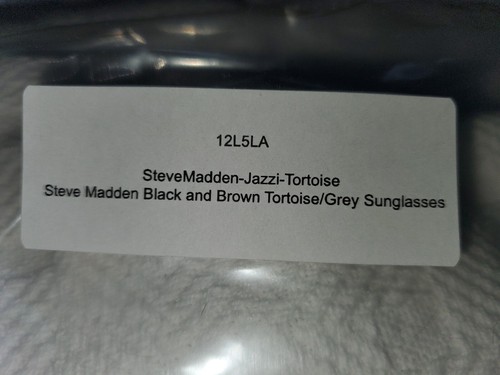 12L5LA
SteveMadden-Jazzi-Tortoise
Steve Madden Black and Brown Tortoise/Grey Sunglasses